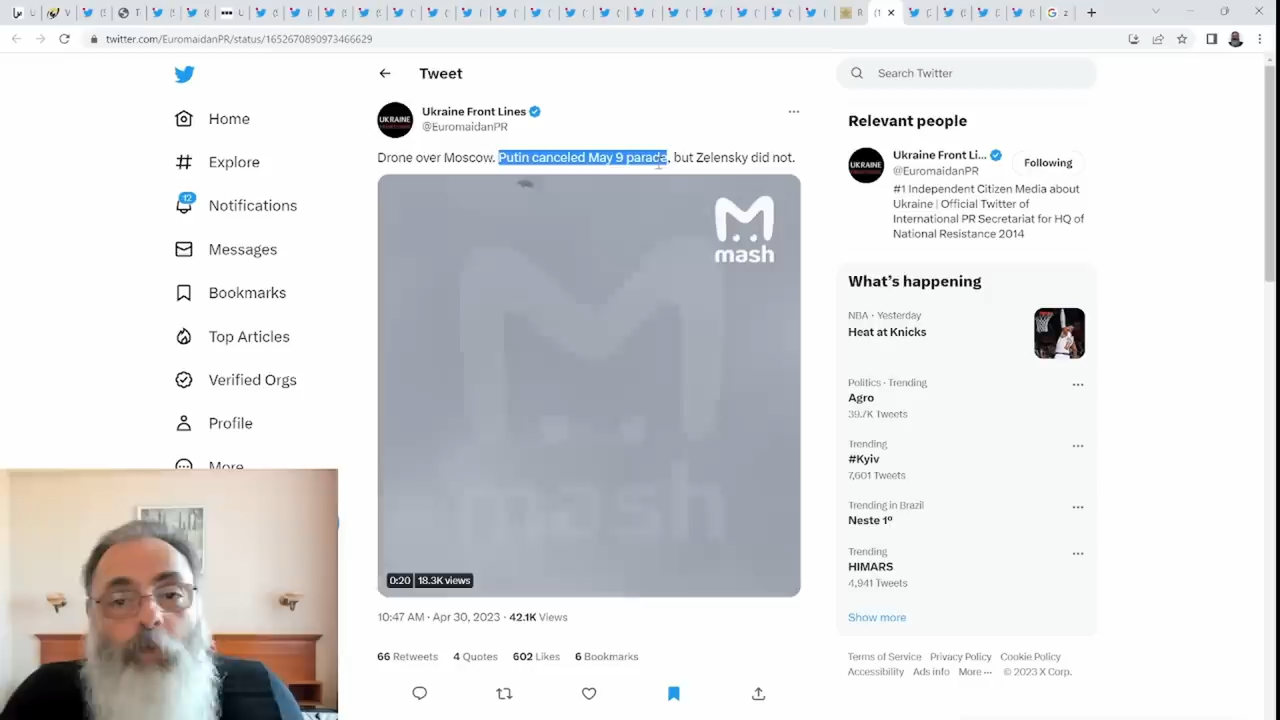 twitter.com/EuromaidanPR/status/1652670890973466629
Tweet
Search Twitter
Home
Explore
12
Notifications
Messages
Bookmarks
Top Articles
Verified Orgs
Profile
More
UKRAINE
Ukraine Front Lines
@EuromaidanPR
Drone over Moscow. Putin canceled May 9 parada, but Zelensky did not.
mash
mash
0:20 18.3K views
10:47 AM · Apr 30, 2023 · 42.1K Views
66 Retweets 4 Quotes 602 Likes 6 Bookmarks
Relevant people
UKRAINE
Ukraine Front Li...
@EuromaidanPR
Following
#1 Independent Citizen Media about
Ukraine | Official Twitter of
International PR Secretariat for HQ of
National Resistance 2014
What's happening
NBA · Yesterday
Heat at Knicks
Politics · Trending
Agro
39.7K Tweets
Trending
#Kyiv
7,601 Tweets
Trending in Brazil
Neste 1º
Trending
HIMARS
4,941 Tweets
Show more
Terms of Service Privacy Policy Cookie Policy
Accessibility Ads info More ··· © 2023 X Corp.